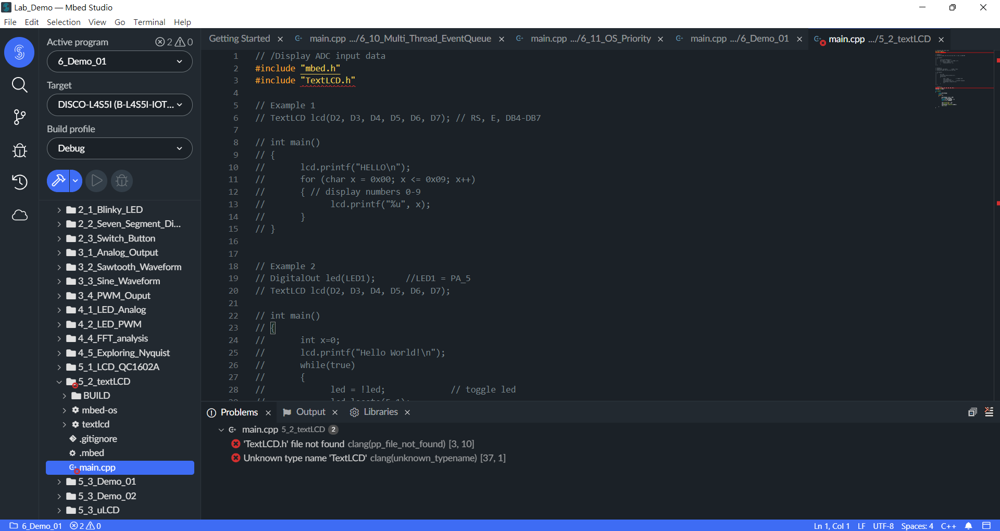 Lab_Demo — Mbed Studio
File Edit Selection View Go Terminal Help
Active program 2 0
6_Demo_01
Target
DISCO-L4S5I (B-L4S5I-IOT...
Build profile
Debug
2_1_Blinky_LED
2_2_Seven_Segment_Di...
2_3_Switch_Button
3_1_Analog_Output
3_2_Sawtooth_Waveform
3_3_Sine_Waveform
3_4_PWM_Ouput
4_1_LED_Analog
4_2_LED_PWM
4_4_FFT_analysis
4_5_Exploring_Nyquist
5_1_LCD_QC1602A
5_2_textLCD
BUILD
mbed-os
textlcd
.gitignore
.mbed
main.cpp
5_3_Demo_01
5_3_Demo_02
5_3_uLCD
Getting Started main.cpp .../6_10_Multi_Thread_EventQueue main.cpp .../6_11_OS_Priority main.cpp .../6_Demo_01 main.cpp .../5_2_textLCD
1 // /Display ADC input data
2 #include "mbed.h"
3 #include "TextLCD.h"
4
5 // Example 1
6 // TextLCD lcd(D2, D3, D4, D5, D6, D7); // RS, E, DB4-DB7
7
8 // int main()
9 // {
10 // lcd.printf("HELLO\n");
11 // for (char x = 0x00; x <= 0x09; x++)
12 // { // display numbers 0-9
13 // lcd.printf("%u", x);
14 // }
15 // }
16
17
18 // Example 2
19 // DigitalOut led(LED1); //LED1 = PA_5
20 // TextLCD lcd(D2, D3, D4, D5, D6, D7);
21
22 // int main()
23 // {
24 // int x=0;
25 // lcd.printf("Hello World!\n");
26 // while(true)
27 // {
28 // led = !led; // toggle led
Problems Output Libraries
main.cpp 5_2_textLCD 2
'TextLCD.h' file not found clang(pp_file_not_found) [3, 10]
Unknown type name 'TextLCD' clang(unknown_typename) [37, 1]
6_Demo_01 2 0 Ln 1, Col 1 LF UTF-8 Spaces: 4 C++